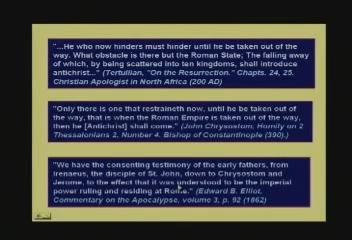 "...He who now hinders must hinder until he be taken out of the
way. What obstacle is there but the Roman State; The falling away
of which, by being scattered into ten kingdoms, shall introduce
antichrist..." (Tertullian, "On the Resurrection." Chapts. 24, 25.
Christian Apologist in North Africa (200 AD)
"Only there is one that restraineth now, until he be taken out of
the way, that is when the Roman Empire is taken out of the way,
then he [Antichrist] shall come." (John Chrysostom, Homily on 2
Thessalonians 2, Number 4. Bishop of Constantinople (390).)
"We have the consenting testimony of the early fathers, from
Irenaeus, the disciple of St. John, down to Chrysostom and
Jerome, to the effect that it was understood to be the imperial
power ruling and residing at Rome." (Edward B. Elliot,
Commentary on the Apocalypse, volume 3, p. 92 (1862)